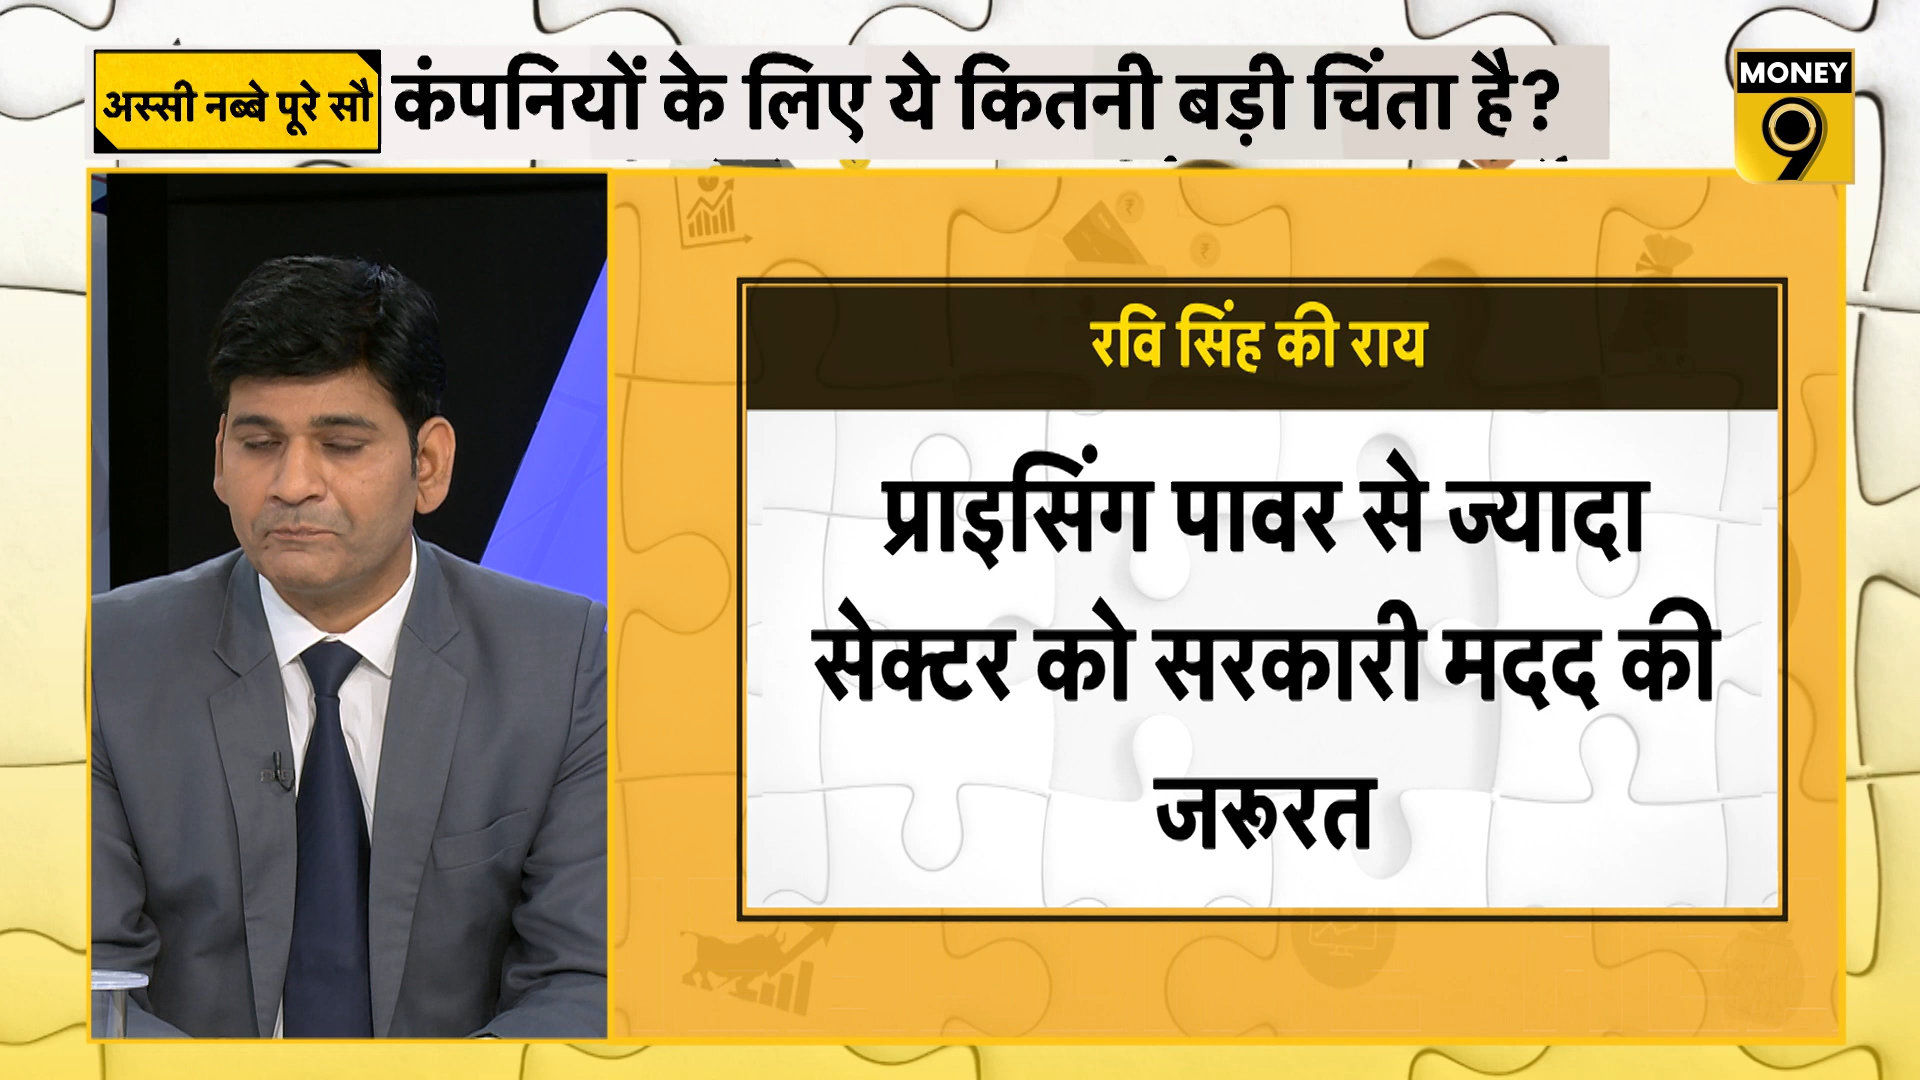 अस्सी नब्बे पूरे सौ
कंपनियों के लिए ये कितनी बड़ी चिंता है?
MONEY
9
रवि सिंह की राय
प्राइसिंग पावर से ज्यादा
सेक्टर को सरकारी मदद की
जरूरत